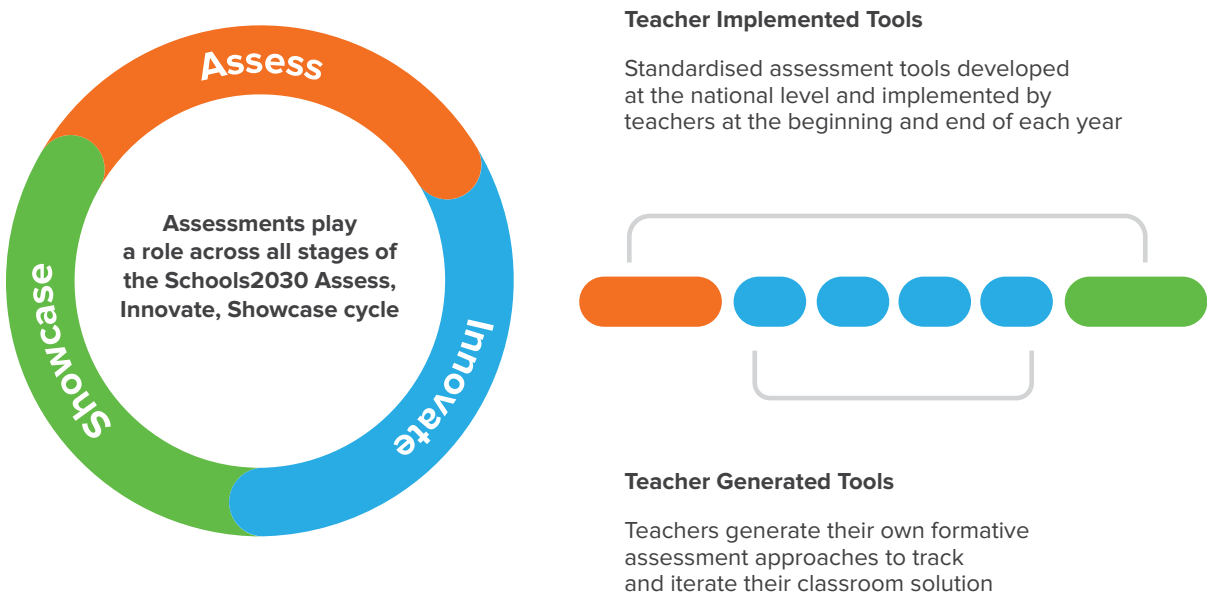 Assess
Innovate
Showcase
Assessments play
a role across all stages of
the Schools2030 Assess,
Innovate, Showcase cycle
Teacher Implemented Tools
Standardised assessment tools developed
at the national level and implemented by
teachers at the beginning and end of each year
Teacher Generated Tools
Teachers generate their own formative
assessment approaches to track
and iterate their classroom solution